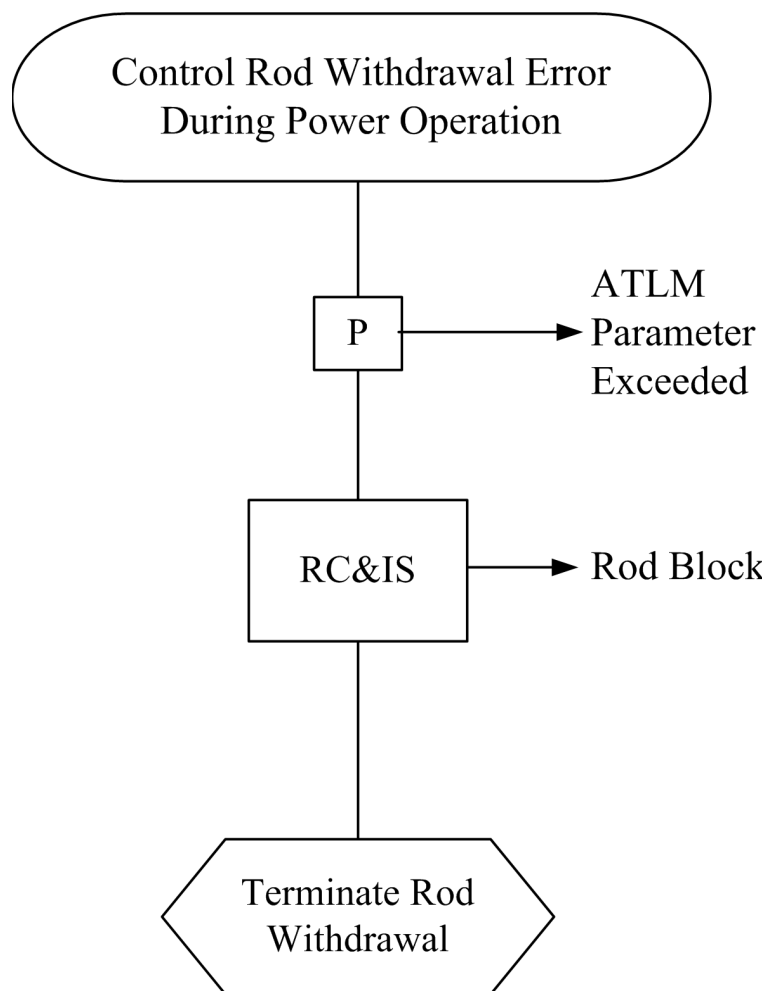 Control Rod Withdrawal Error
During Power Operation
P
ATLM
Parameter
Exceeded
RC&IS
Rod Block
Terminate Rod
Withdrawal